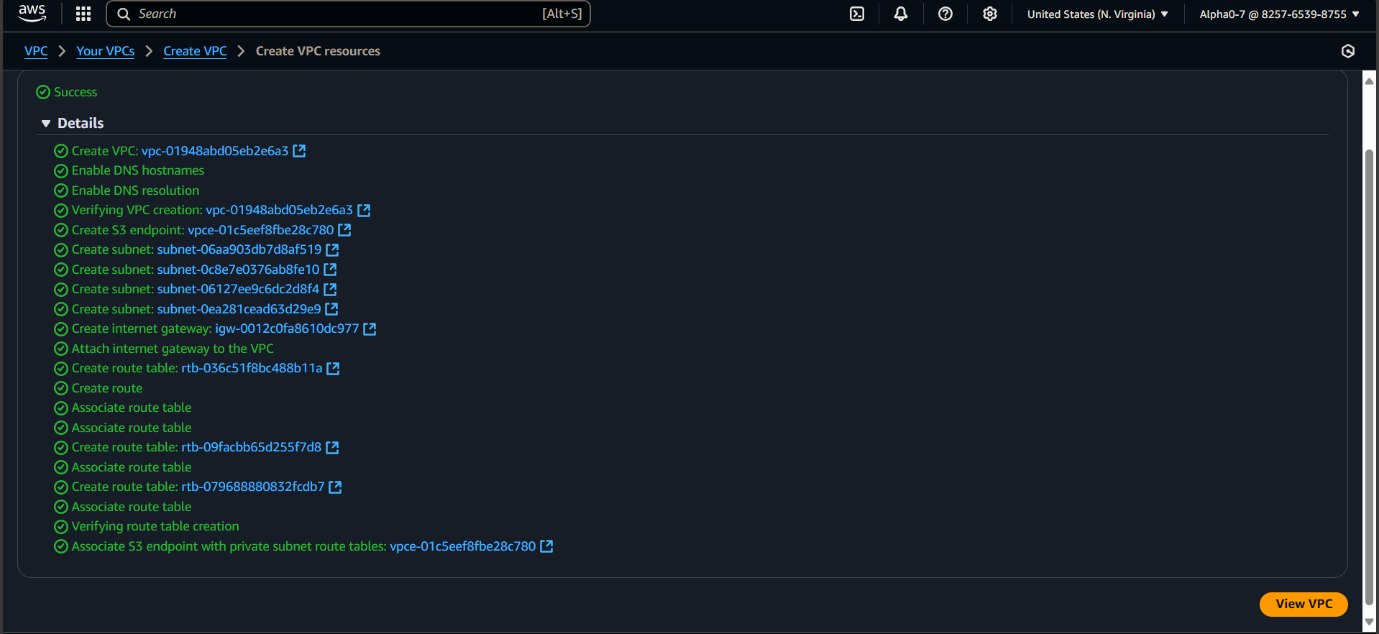 aws Search [Alt+S] United States (N. Virginia) Alpha0-7 @ 8257-6539-8755
VPC > Your VPCs > Create VPC > Create VPC resources
Success
Details
Create VPC: vpc-01948abd05eb2e6a3
Enable DNS hostnames
Enable DNS resolution
Verifying VPC creation: vpc-01948abd05eb2e6a3
Create S3 endpoint: vpce-01c5eef8fbe28c780
Create subnet: subnet-06aa903db7d8af519
Create subnet: subnet-0c8e7e0376ab8fe10
Create subnet: subnet-06127ee9c6dc2d8f4
Create subnet: subnet-0ea281cead63d29e9
Create internet gateway: igw-0012c0fa8610dc977
Attach internet gateway to the VPC
Create route table: rtb-036c51f8bc488b11a
Create route
Associate route table
Associate route table
Create route table: rtb-09facbb65d255f7d8
Associate route table
Create route table: rtb-079688880832fcdb7
Associate route table
Verifying route table creation
Associate S3 endpoint with private subnet route tables: vpce-01c5eef8fbe28c780
View VPC